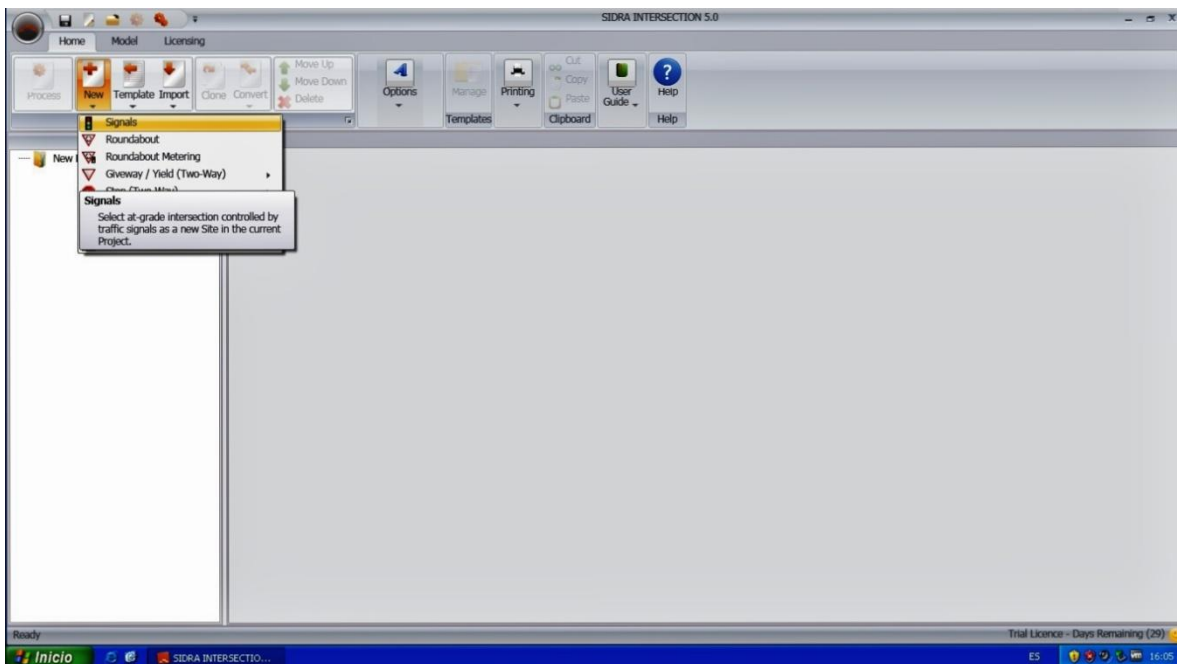 SIDRA INTERSECTION 5.0
Home Model Licensing
Process New Template Import Clone Convert
Move Up
Move Down
Delete
Options
Manage
Printing
Cut
Copy
Paste
User Guide
Help
Templates Clipboard Help
Signals
New
Roundabout
Roundabout Metering
Giveway / Yield (Two-Way)
Stop (Two-Way)
Signals
Select at-grade intersection controlled by
traffic signals as a new Site in the current
Project.
Ready
Trial Licence - Days Remaining (29)
Inicio
SIDRA INTERSECTIO...
ES
16:05